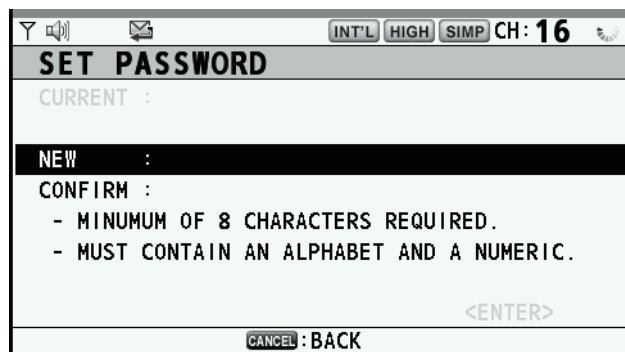 INT'L HIGH SIMP CH: 16
SET PASSWORD
CURRENT :
NEW :
CONFIRM :
- MINUMUM OF 8 CHARACTERS REQUIRED.
- MUST CONTAIN AN ALPHABET AND A NUMERIC.
<ENTER>
CANCEL : BACK